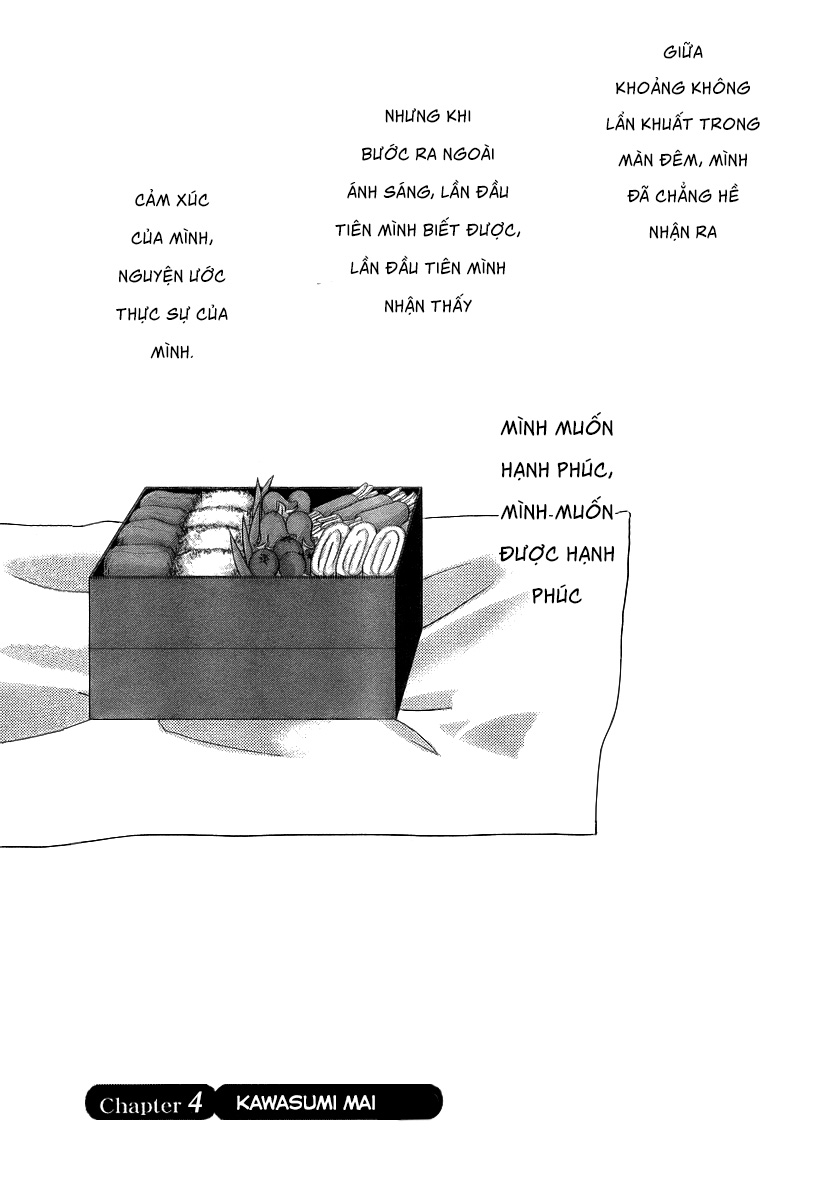 GIỮA
KHOẢNG KHÔNG
LẦN KHUẤT TRONG
MÀN ĐÊM, MÌNH
ĐÃ CHẲNG HỀ
NHẬN RA
NHƯNG KHI
BƯỚC RA NGOÀI
ÁNH SÁNG, LẦN ĐẦU
TIÊN MÌNH BIẾT ĐƯỢC,
LẦN ĐẦU TIÊN MÌNH
NHẬN THẤY
CẢM XÚC
CỦA MÌNH,
NGUYỆN ƯỚC
THỰC SỰ CỦA
MÌNH.
MÌNH MUỐN
HẠNH PHÚC,
MÌNH MUỐN
ĐƯỢC HẠNH
PHÚC
Chapter 4 KAWASUMI MAI